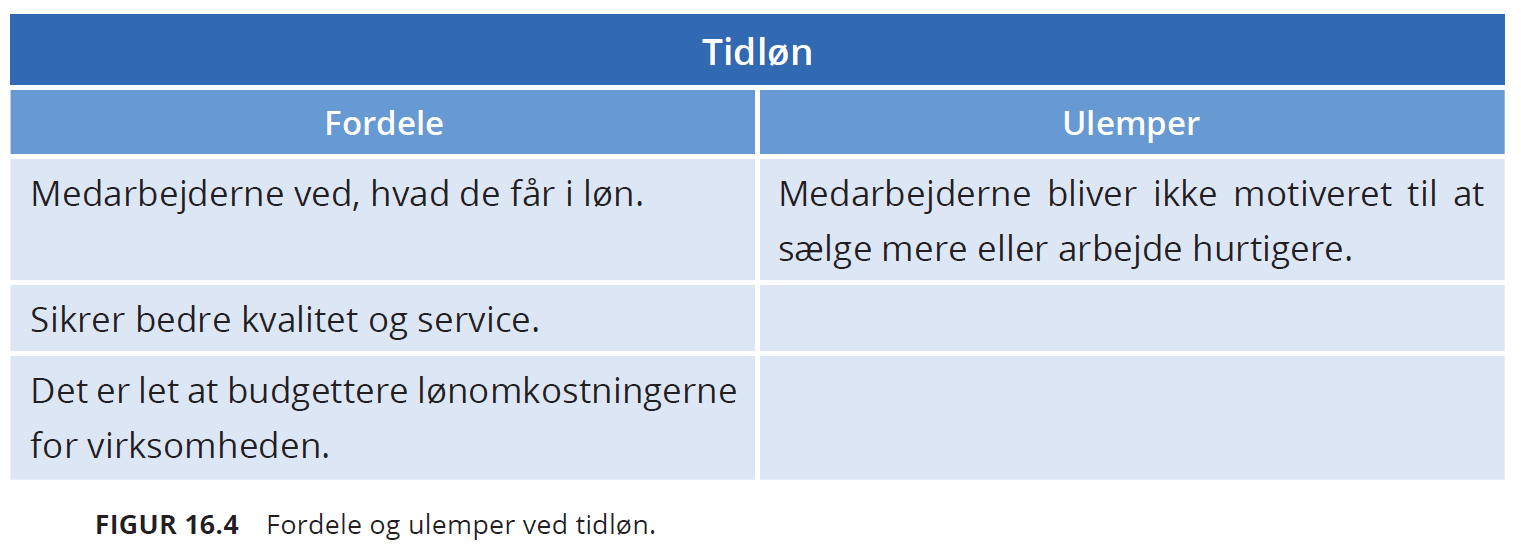 Tidløn
Fordele
Ulemper
Medarbejderne ved, hvad de får i løn.
Medarbejderne bliver ikke motiveret til at
sælge mere eller arbejde hurtigere.
Sikrer bedre kvalitet og service.
Det er let at budgettere lønomkostningerne
for virksomheden.
FIGUR 16.4 Fordele og ulemper ved tidløn.